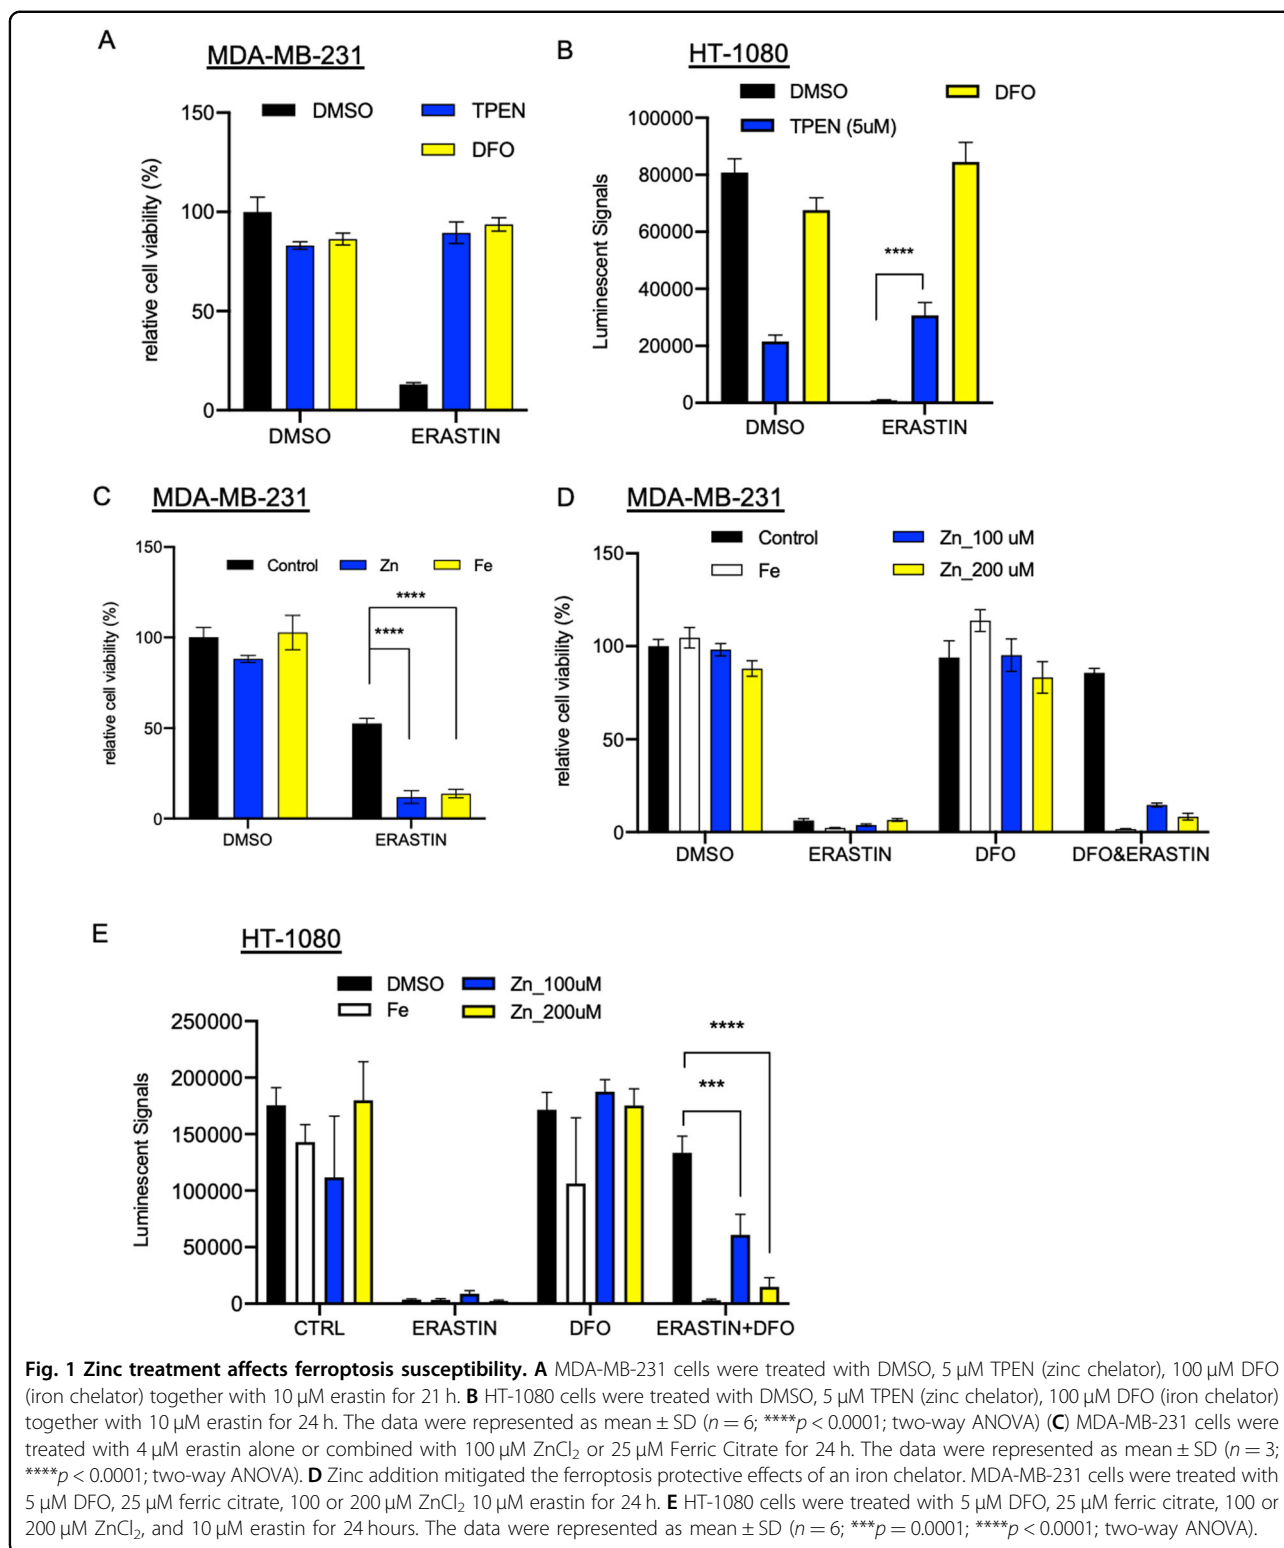 A
MDA-MB-231
DMSO
TPEN
DFO
relative cell viability (%)
150
100
50
0
DMSO
ERASTIN
B
HT-1080
DMSO
DFO
TPEN (5uM)
Luminescent Signals
100000
80000
60000
40000
20000
0
****
DMSO
ERASTIN
C
MDA-MB-231
Control
Zn
Fe
relative cell viability (%)
150
100
50
0
****
****
DMSO
ERASTIN
D
MDA-MB-231
Control
Zn_100 uM
Fe
Zn_200 uM
relative cell viability (%)
150
100
50
0
DMSO
ERASTIN
DFO
DFO&ERASTIN
E
HT-1080
DMSO
Zn_100uM
Fe
Zn_200uM
Luminescent Signals
250000
200000
150000
100000
50000
0
****
***
CTRL
ERASTIN
DFO
ERASTIN+DFO
Fig. 1 Zinc treatment affects ferroptosis susceptibility. A MDA-MB-231 cells were treated with DMSO, 5 μM TPEN (zinc chelator), 100 μM DFO
(iron chelator) together with 10 μM erastin for 21 h. B HT-1080 cells were treated with DMSO, 5 μM TPEN (zinc chelator), 100 μM DFO (iron chelator)
together with 10 μM erastin for 24 h. The data were represented as mean ± SD (n = 6; ****p < 0.0001; two-way ANOVA) (C) MDA-MB-231 cells were
treated with 4 μM erastin alone or combined with 100 μM ZnCl2 or 25 μM Ferric Citrate for 24 h. The data were represented as mean ± SD (n = 3;
****p < 0.0001; two-way ANOVA). D Zinc addition mitigated the ferroptosis protective effects of an iron chelator. MDA-MB-231 cells were treated with
5 μM DFO, 25 μM ferric citrate, 100 or 200 μM ZnCl2 10 μM erastin for 24 h. E HT-1080 cells were treated with 5 μM DFO, 25 μM ferric citrate, 100 or
200 μM ZnCl2, and 10 μM erastin for 24 hours. The data were represented as mean ± SD (n = 6; ***p = 0.0001; ****p < 0.0001; two-way ANOVA).